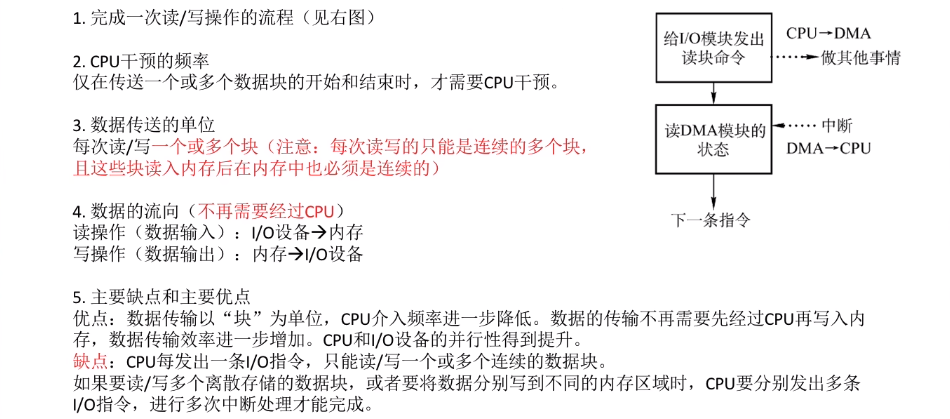 1. 完成一次读/写操作的流程（见右图）
2. CPU干预的频率
仅在传送一个或多个数据块的开始和结束时，才需要CPU干预。
3. 数据传送的单位
每次读/写一个或多个块（注意：每次读写的只能是连续的多个块，
且这些块读入内存后在内存中也必须是连续的）
4. 数据的流向（不再需要经过CPU）
读操作（数据输入）：I/O设备→内存
写操作（数据输出）：内存→I/O设备
5. 主要缺点和主要优点
优点：数据传输以“块”为单位，CPU介入频率进一步降低。数据的传输不再需要先经过CPU再写入内
存，数据传输效率进一步增加。CPU和I/O设备的并行性得到提升。
缺点：CPU每发出一条I/O指令，只能读/写一个或多个连续的数据块。
如果要读/写多个离散存储的数据块，或者要将数据分别写到不同的内存区域时，CPU要分别发出多条
I/O指令，进行多次中断处理才能完成。
给I/O模块发出
读块命令
CPU→DMA
做其他事情
读DMA模块的
状态
中断
DMA→CPU
下一条指令